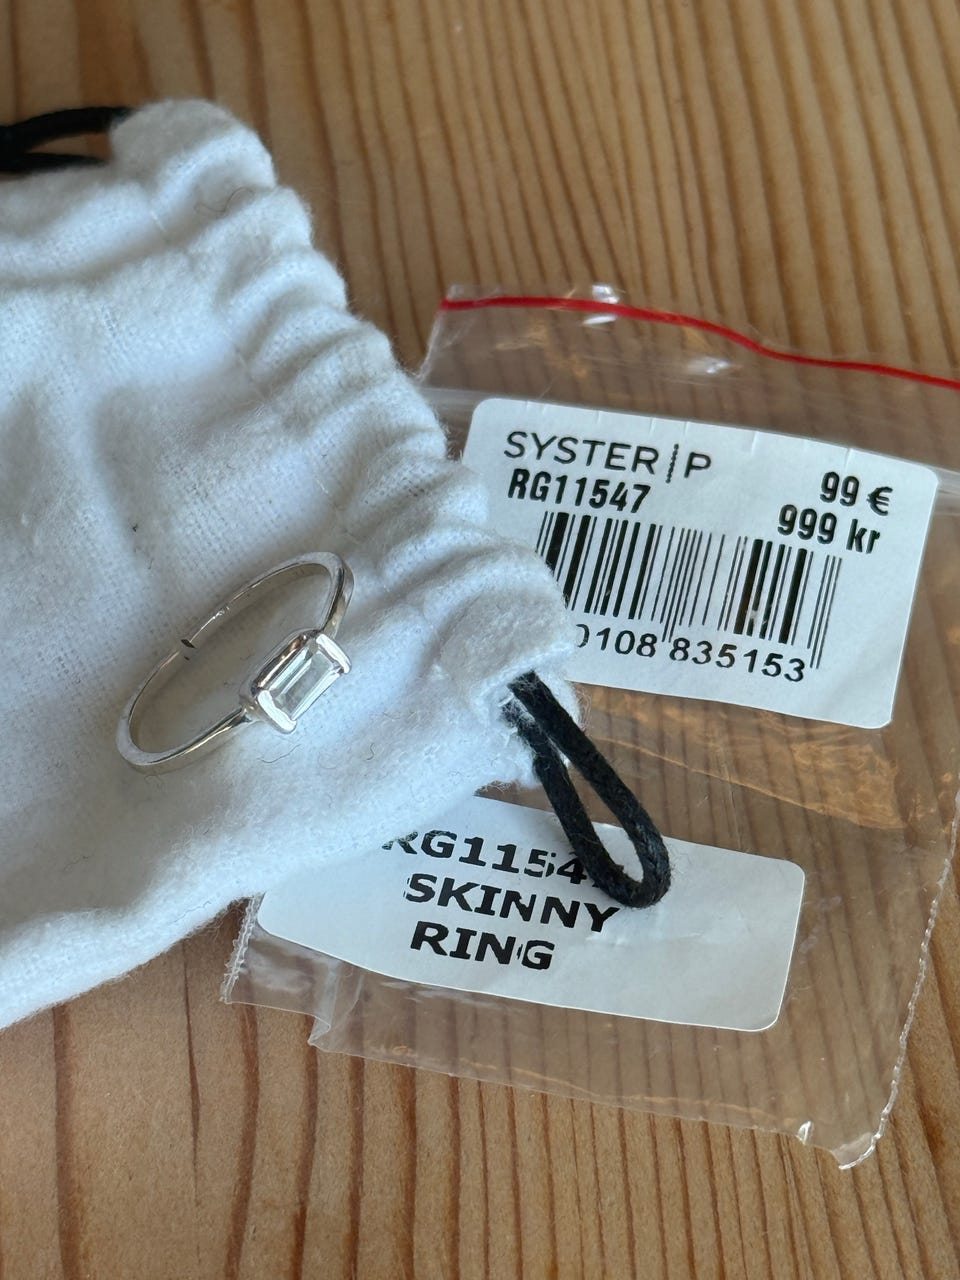 SYSTER|P
RG11547
99 €
999 kr
0108 835153
SKINNY
RING